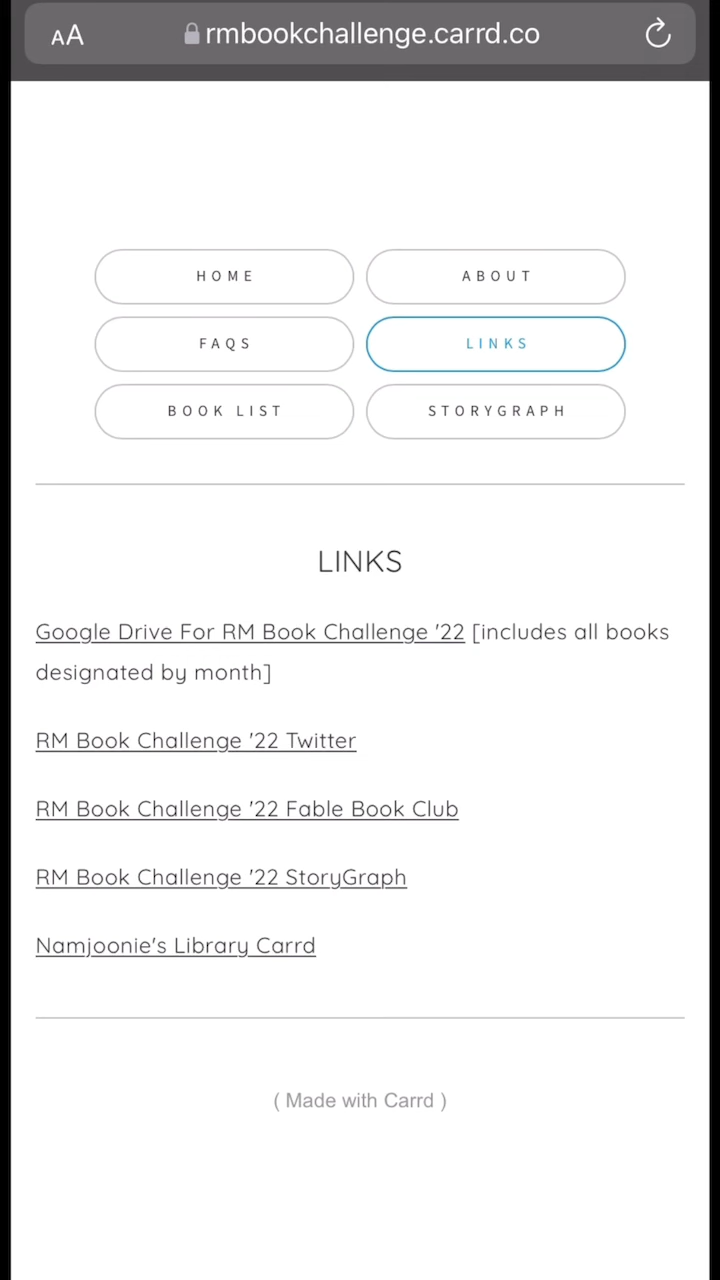 AA rmbookchallenge.carrd.co
HOME ABOUT
FAQS LINKS
BOOK LIST STORYGRAPH
LINKS
Google Drive For RM Book Challenge '22 [includes all books
designated by month]
RM Book Challenge '22 Twitter
RM Book Challenge '22 Fable Book Club
RM Book Challenge '22 StoryGraph
Namjoonie's Library Carrd
( Made with Carrd )